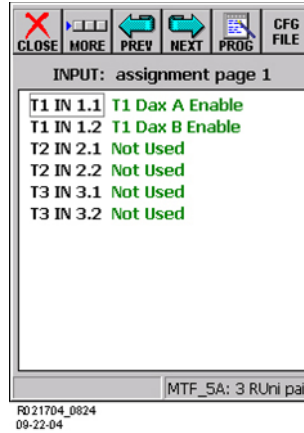 CLOSE MORE PREV NEXT PROG CFG FILE
INPUT: assignment page 1
T1 IN 1.1 T1 Dax A Enable
T1 IN 1.2 T1 Dax B Enable
T2 IN 2.1 Not Used
T2 IN 2.2 Not Used
T3 IN 3.1 Not Used
T3 IN 3.2 Not Used
MTF_5A: 3 RUni pai
R021704_0824
09-22-04